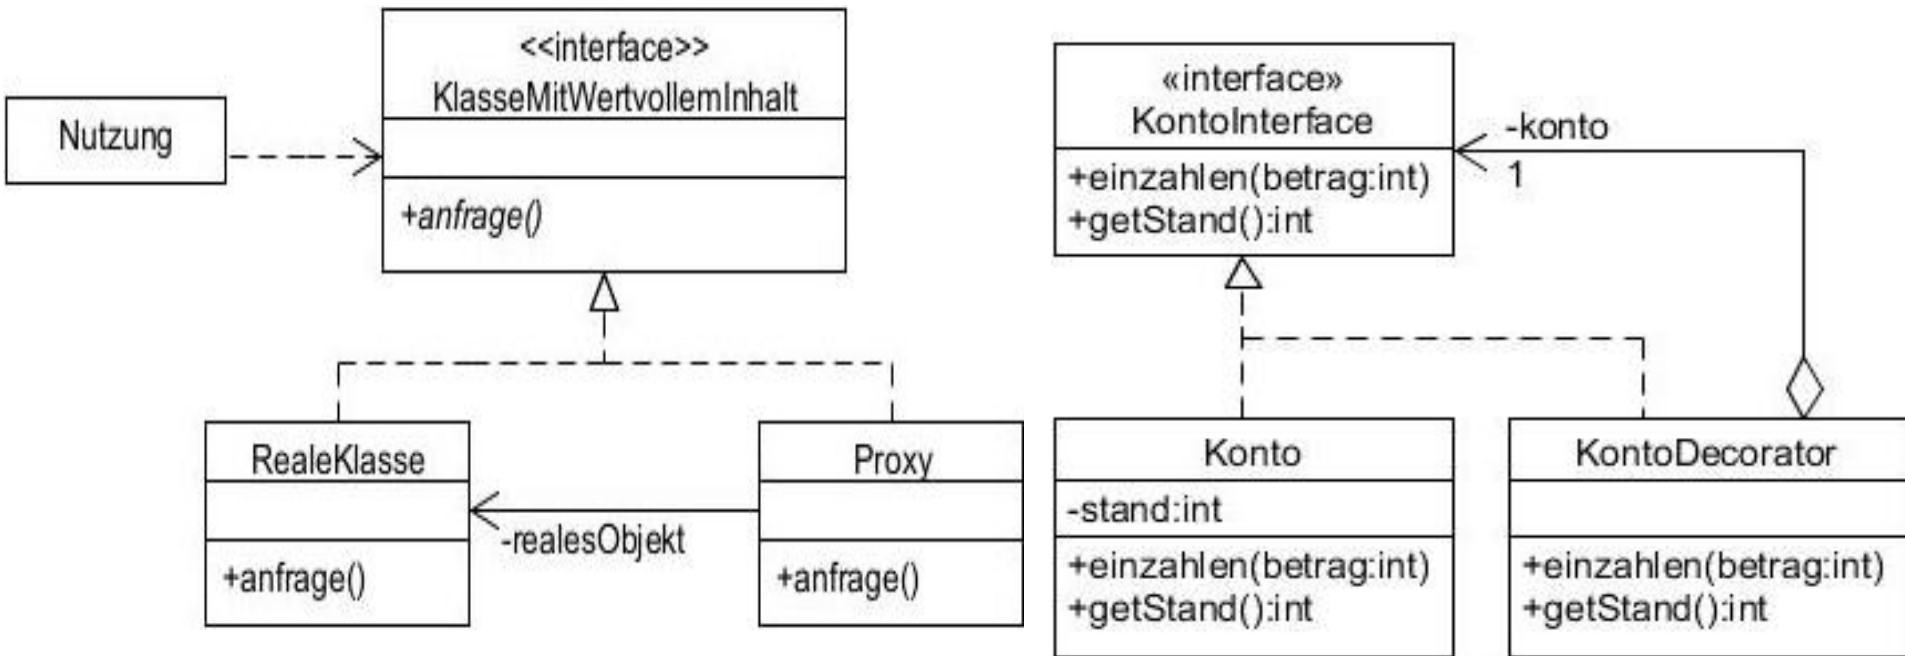 <<interface>>
KlasseMitWertvollemInhalt
+anfrage()
Nutzung
RealeKlasse
+anfrage()
-realesObjekt
Proxy
+anfrage()
«interface»
KontoInterface
+einzahlen(betrag:int)
+getStand():int
-konto
1
Konto
-stand:int
+einzahlen(betrag:int)
+getStand():int
KontoDecorator
+einzahlen(betrag:int)
+getStand():int